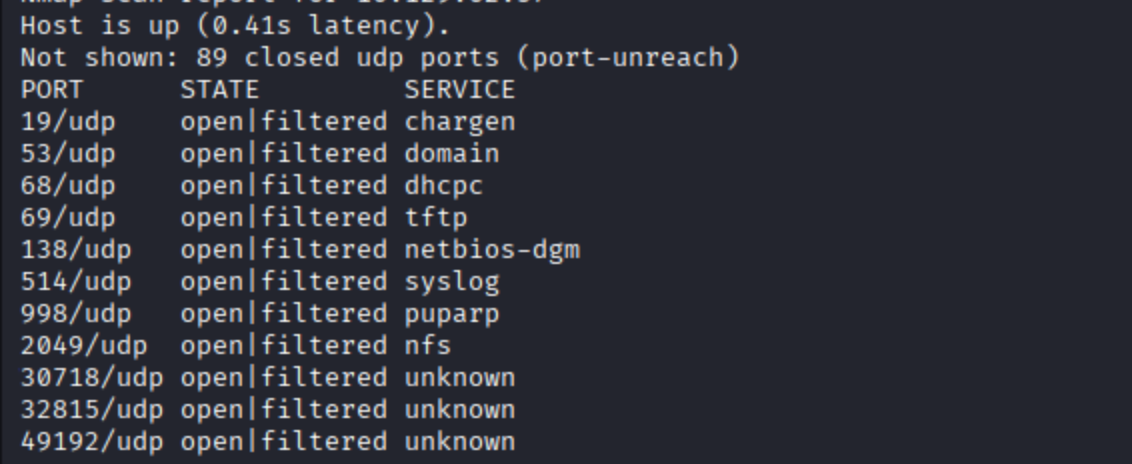 Host is up (0.41s latency).
Not shown: 89 closed udp ports (port-unreach)
PORT STATE SERVICE
19/udp open|filtered chargen
53/udp open|filtered domain
68/udp open|filtered dhcpc
69/udp open|filtered tftp
138/udp open|filtered netbios-dgm
514/udp open|filtered syslog
998/udp open|filtered puparp
2049/udp open|filtered nfs
30718/udp open|filtered unknown
32815/udp open|filtered unknown
49192/udp open|filtered unknown